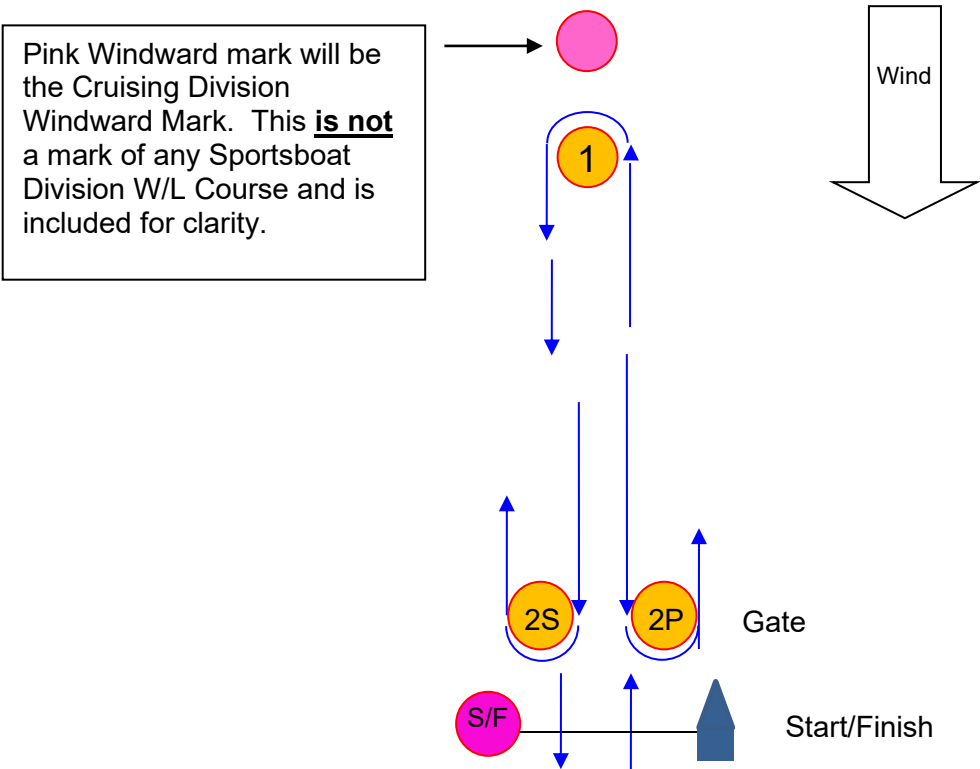 Pink Windward mark will be
the Cruising Division
Windward Mark.  This is not
a mark of any Sportsboat
Division W/L Course and is
included for clarity.
Wind
1
2S
2P
Gate
S/F
Start/Finish